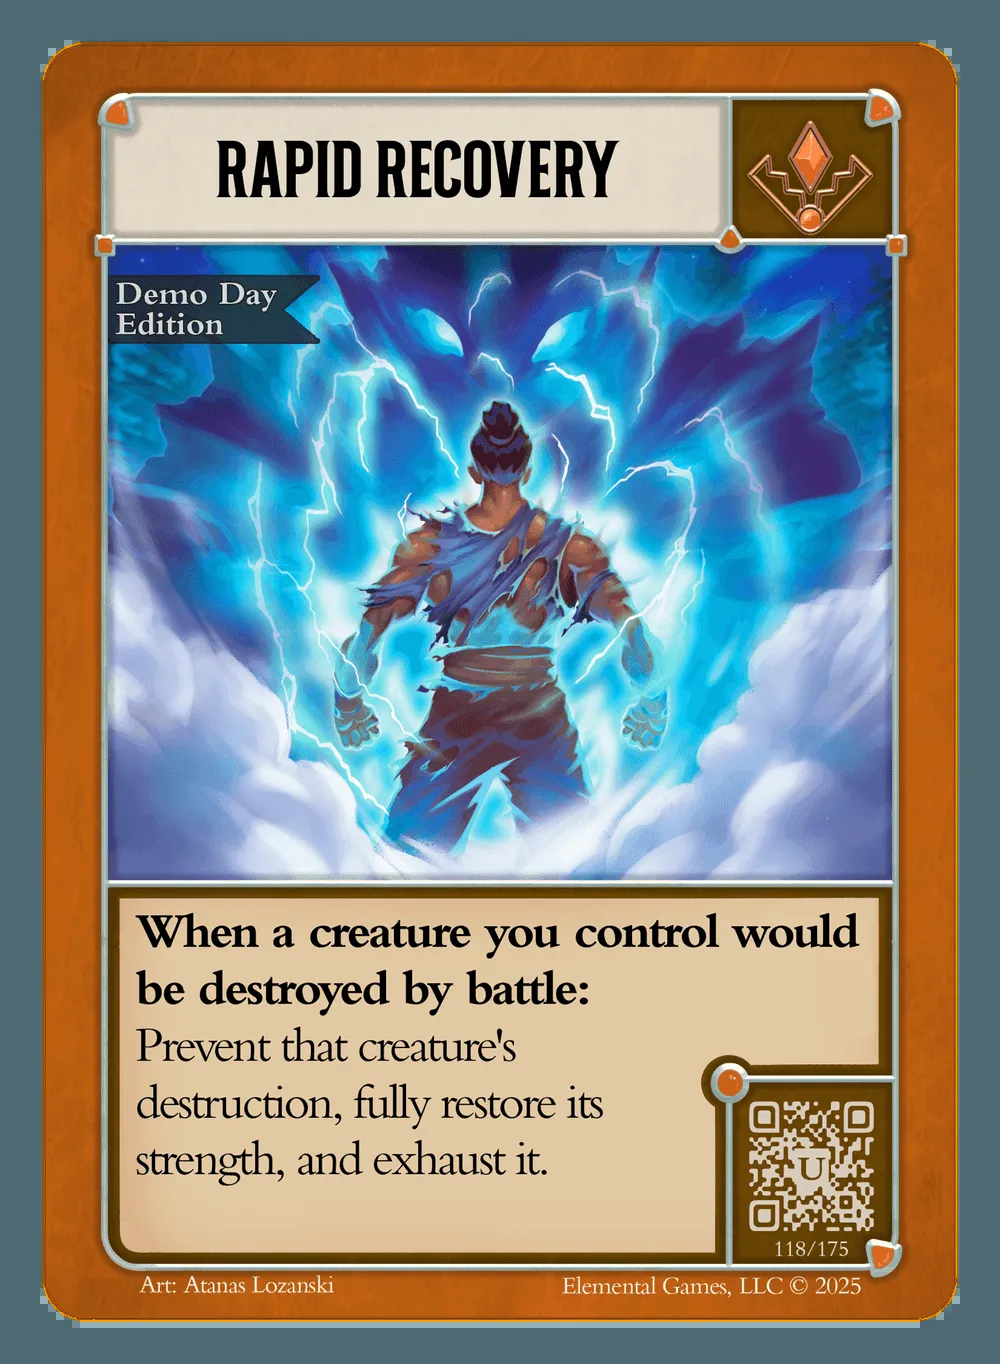 RAPID RECOVERY
Demo Day
Edition
When a creature you control would
be destroyed by battle:
Prevent that creature's
destruction, fully restore its
strength, and exhaust it.
U
118/175
Art: Atanas Lozanski
Elemental Games, LLC © 2025